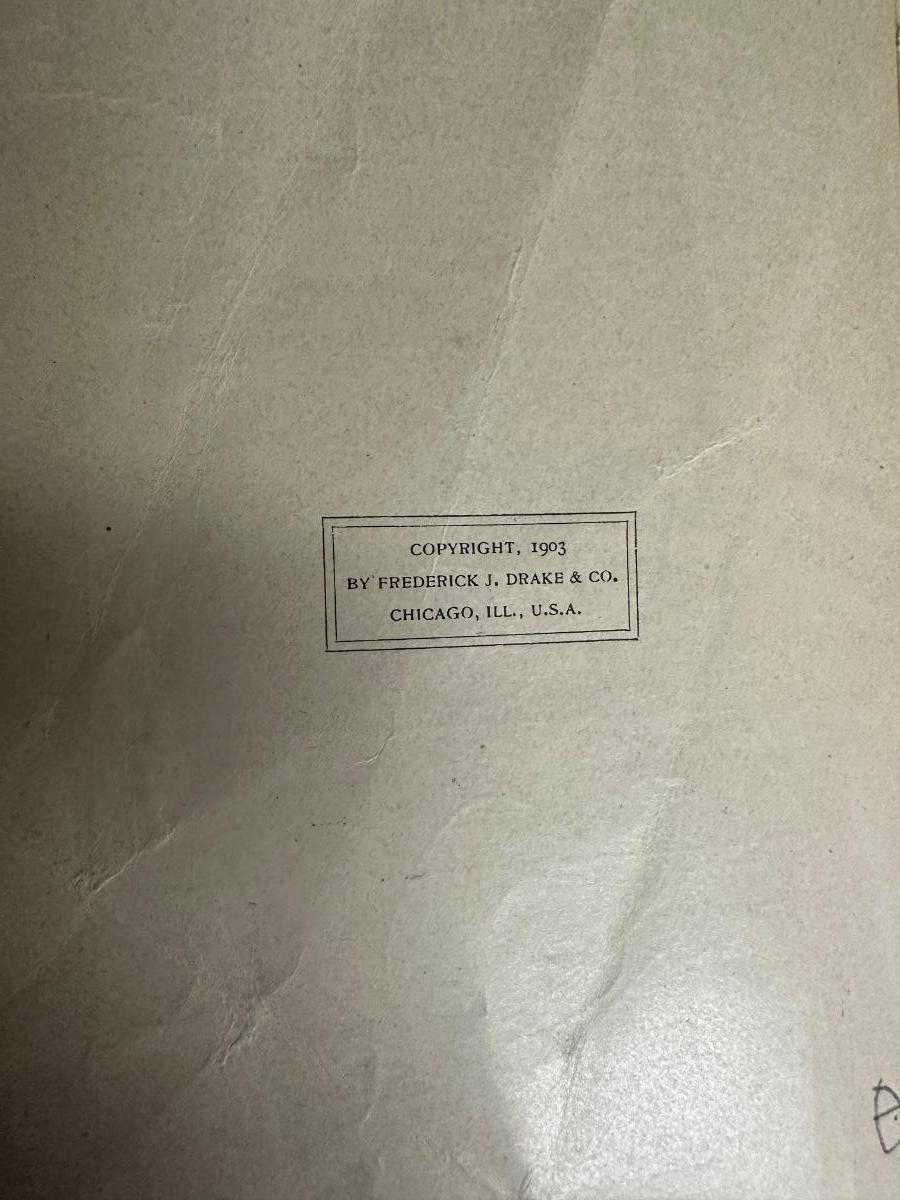 COPYRIGHT, 1903
BY FREDERICK J. DRAKE & CO.
CHICAGO, ILL., U.S.A.